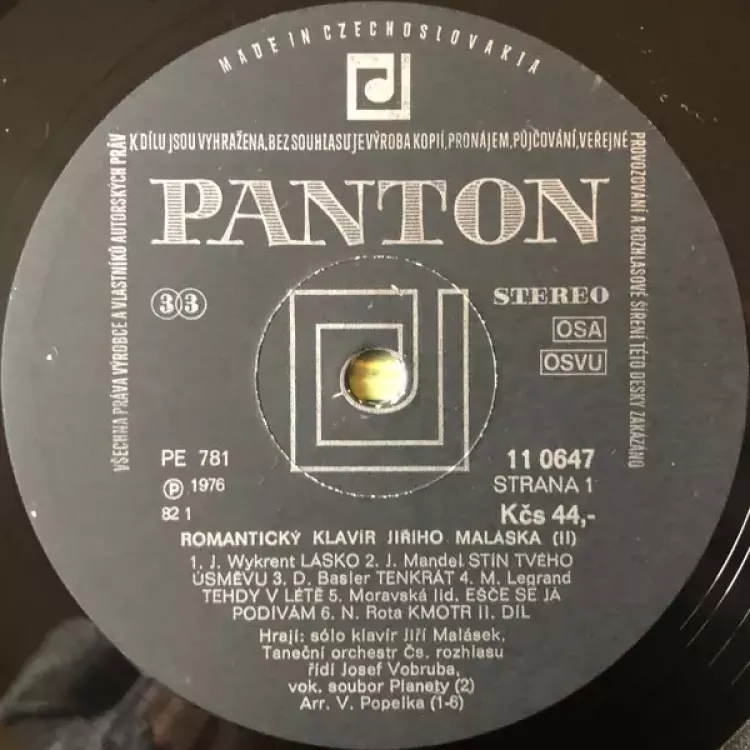 MADE IN CZECHOSLOVAKIA
VŠECHNA PRÁVA VÝROBCE A VLASTNÍKŮ AUTORSKÝCH PRÁV
K DÍLU JSOU VYHRAŽENA. BEZ SOUHLASU JE VÝROBA KOPIÍ, PRONÁJEM, PŮJČOVÁNÍ, VEŘEJNÉ
PROVOZOVÁNÍ A ROZHLASOVÉ ŠÍŘENÍ TÉTO DESKY ZAKÁZÁNO
PANTON
33
STEREO
OSA
OSVU
PE 781
11 0647
Ⓟ 1976
STRANA 1
82 1
Kčs 44,-
ROMANTICKÝ KLAVÍR JIŘÍHO MALÁSKA (II)
1. J. Wykrent LÁSKO 2. J. Mandel STÍN TVÉHO
ÚSMĚVU 3. D. Basler TENKRÁT 4. M. Legrand
TEHDY V LÉTĚ 5. Moravská lid. EŠČE SE JÁ
PODÍVÁM 6. N. Rota KMOTR II. DÍL
Hrají: sólo klavír Jiří Malásek,
Taneční orchestr Čs. rozhlasu
řídí Josef Vobruba,
vok. soubor Planety (2)
Arr. V. Popelka (1-6)